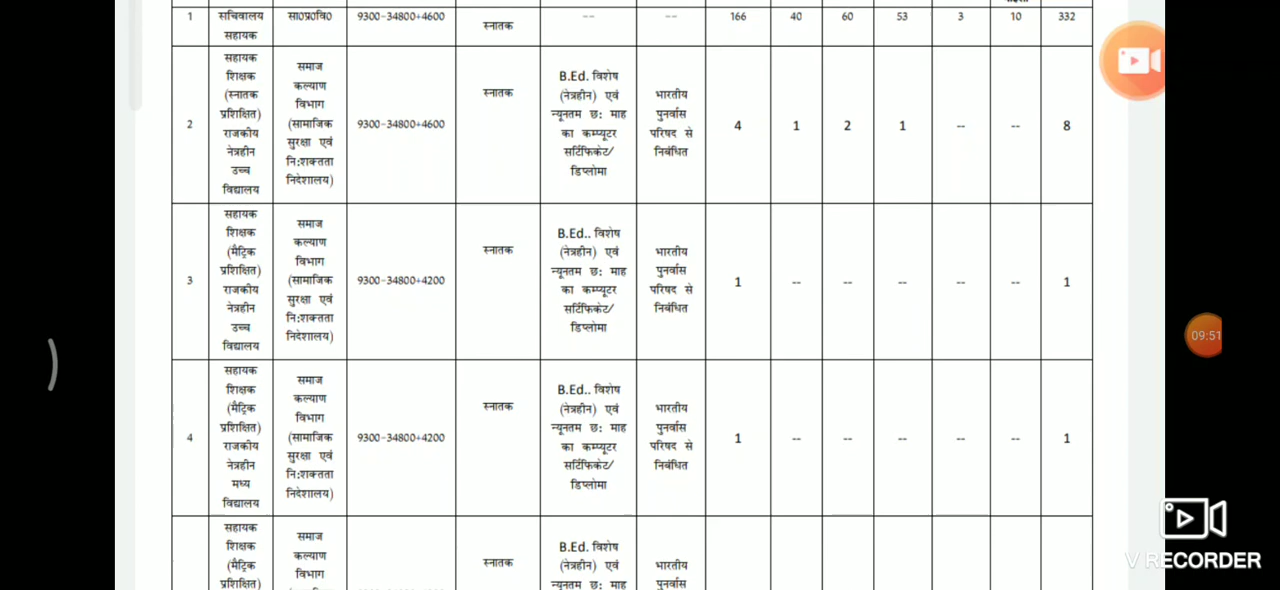 1 सचिवालय सा0प्र0वि0 9300-34800+4600 स्नातक -- -- 166 40 60 53 3 10 332
सहायक
सहायक
शिक्षक
(स्नातक
प्रशिक्षित)
राजकीय
नेत्रहीन
उच्च
विद्यालय
समाज
कल्याण
विभाग
(सामाजिक
सुरक्षा एवं
नि:शक्तता
निदेशालय)
2 9300-34800+4600 स्नातक
B.Ed. विशेष
(नेत्रहीन) एवं
न्यूनतम छ: माह
का कम्प्यूटर
सर्टिफिकेट/
डिप्लोमा
भारतीय
पुनर्वास
परिषद से
निबंधित
4 1 2 1 -- -- 8
सहायक
शिक्षक
(मैट्रिक
प्रशिक्षित)
राजकीय
नेत्रहीन
उच्च
विद्यालय
समाज
कल्याण
विभाग
(सामाजिक
सुरक्षा एवं
नि:शक्तता
निदेशालय)
3 9300-34800+4200 स्नातक
B.Ed.. विशेष
(नेत्रहीन) एवं
न्यूनतम छ: माह
का कम्प्यूटर
सर्टिफिकेट/
डिप्लोमा
भारतीय
पुनर्वास
परिषद से
निबंधित
1 -- -- -- -- -- 1
सहायक
शिक्षक
(मैट्रिक
प्रशिक्षित)
राजकीय
नेत्रहीन
मध्य
विद्यालय
समाज
कल्याण
विभाग
(सामाजिक
सुरक्षा एवं
नि:शक्तता
निदेशालय)
4 9300-34800+4200 स्नातक
B.Ed.. विशेष
(नेत्रहीन) एवं
न्यूनतम छ: माह
का कम्प्यूटर
सर्टिफिकेट/
डिप्लोमा
भारतीय
पुनर्वास
परिषद से
निबंधित
1 -- -- -- -- -- 1
सहायक
शिक्षक
(मैट्रिक
प्रशिक्षित)
समाज
कल्याण
विभाग
स्नातक
B.Ed. विशेष
(नेत्रहीन) एवं
न्यूनतम छ: माह
भारतीय
पुनर्वास
09:51
V RECORDER